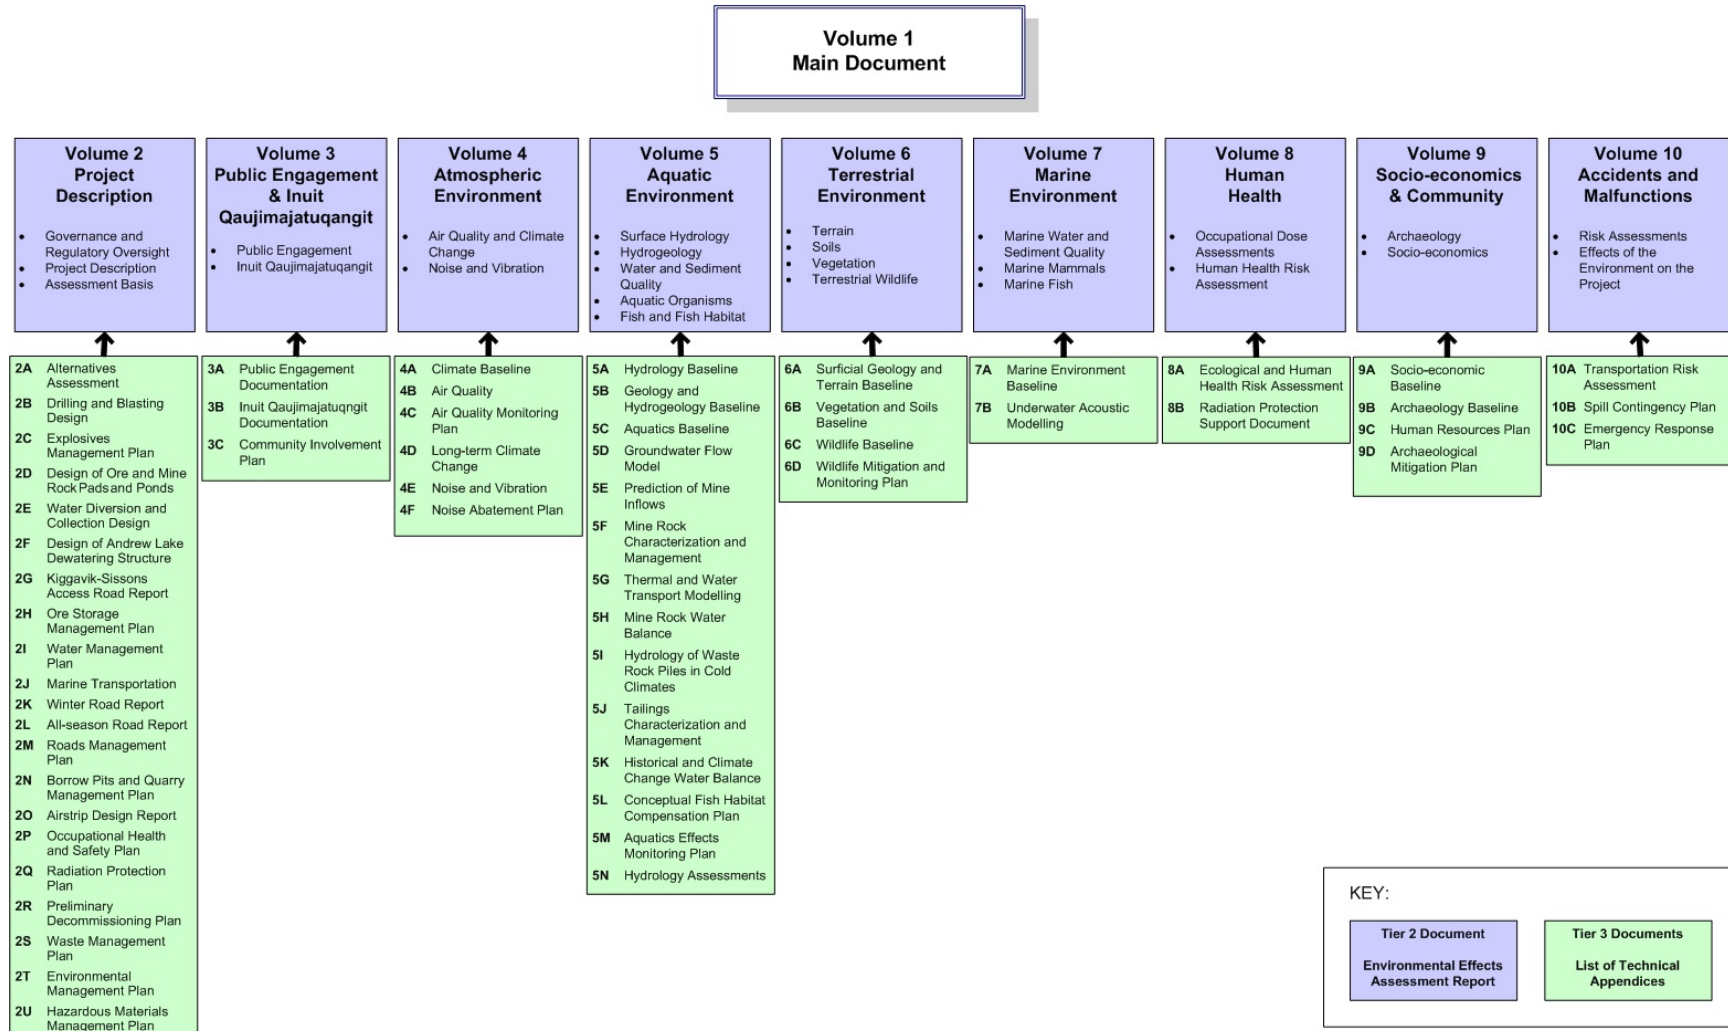 Volume 1
Main Document
Volume 2
Project
Description
• Governance and
Regulatory Oversight
• Project Description
• Assessment Basis
Volume 3
Public Engagement
& Inuit
Qaujimajatuqangit
• Public Engagement
• Inuit Qaujimajatuqangit
Volume 4
Atmospheric
Environment
• Air Quality and Climate
Change
• Noise and Vibration
Volume 5
Aquatic
Environment
• Surface Hydrology
• Hydrogeology
• Water and Sediment
Quality
• Aquatic Organisms
• Fish and Fish Habitat
Volume 6
Terrestrial
Environment
• Terrain
• Soils
• Vegetation
• Terrestrial Wildlife
Volume 7
Marine
Environment
• Marine Water and
Sediment Quality
• Marine Mammals
• Marine Fish
Volume 8
Human
Health
• Occupational Dose
Assessments
• Human Health Risk
Assessment
Volume 9
Socio-economics
& Community
• Archaeology
• Socio-economics
Volume 10
Accidents and
Malfunctions
• Risk Assessments
• Effects of the
Environment on the
Project
2A Alternatives
Assessment
2B Drilling and Blasting
Design
2C Explosives
Management Plan
2D Design of Ore and Mine
Rock Pads and Ponds
2E Water Diversion and
Collection Design
2F Design of Andrew Lake
Dewatering Structure
2G Kiggavik-Sissons
Access Road Report
2H Ore Storage
Management Plan
2I Water Management
Plan
2J Marine Transportation
2K Winter Road Report
2L All-season Road Report
2M Roads Management
Plan
2N Borrow Pits and Quarry
Management Plan
2O Airstrip Design Report
2P Occupational Health
and Safety Plan
2Q Radiation Protection
Plan
2R Preliminary
Decommissioning Plan
2S Waste Management
Plan
2T Environmental
Management Plan
2U Hazardous Materials
Management Plan
3A Public Engagement
Documentation
3B Inuit Qaujimajatuqngit
Documentation
3C Community Involvement
Plan
4A Climate Baseline
4B Air Quality
4C Air Quality Monitoring
Plan
4D Long-term Climate
Change
4E Noise and Vibration
4F Noise Abatement Plan
5A Hydrology Baseline
5B Geology and
Hydrogeology Baseline
5C Aquatics Baseline
5D Groundwater Flow
Model
5E Prediction of Mine
Inflows
5F Mine Rock
Characterization and
Management
5G Thermal and Water
Transport Modelling
5H Mine Rock Water
Balance
5I Hydrology of Waste
Rock Piles in Cold
Climates
5J Tailings
Characterization and
Management
5K Historical and Climate
Change Water Balance
5L Conceptual Fish Habitat
Compensation Plan
5M Aquatics Effects
Monitoring Plan
5N Hydrology Assessments
6A Surficial Geology and
Terrain Baseline
6B Vegetation and Soils
Baseline
6C Wildlife Baseline
6D Wildlife Mitigation and
Monitoring Plan
7A Marine Environment
Baseline
7B Underwater Acoustic
Modelling
8A Ecological and Human
Health Risk Assessment
8B Radiation Protection
Support Document
9A Socio-economic
Baseline
9B Archaeology Baseline
9C Human Resources Plan
9D Archaeological
Mitigation Plan
10A Transportation Risk
Assessment
10B Spill Contingency Plan
10C Emergency Response
Plan
KEY:
Tier 2 Document
Environmental Effects
Assessment Report
Tier 3 Documents
List of Technical
Appendices